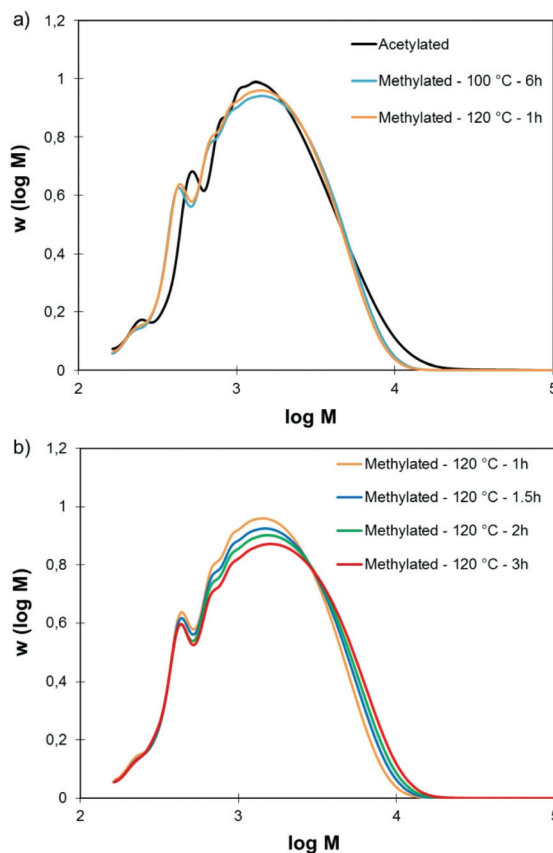 a)
1,2
1
0,8
0,6
0,4
0,2
0
w (log M)
Acetylated
Methylated - 100 °C - 6h
Methylated - 120 °C - 1h
2 3 4 5
log M
b)
1,2
1
0,8
0,6
0,4
0,2
0
w (log M)
Methylated - 120 °C - 1h
Methylated - 120 °C - 1.5h
Methylated - 120 °C - 2h
Methylated - 120 °C - 3h
2 3 4 5
log M